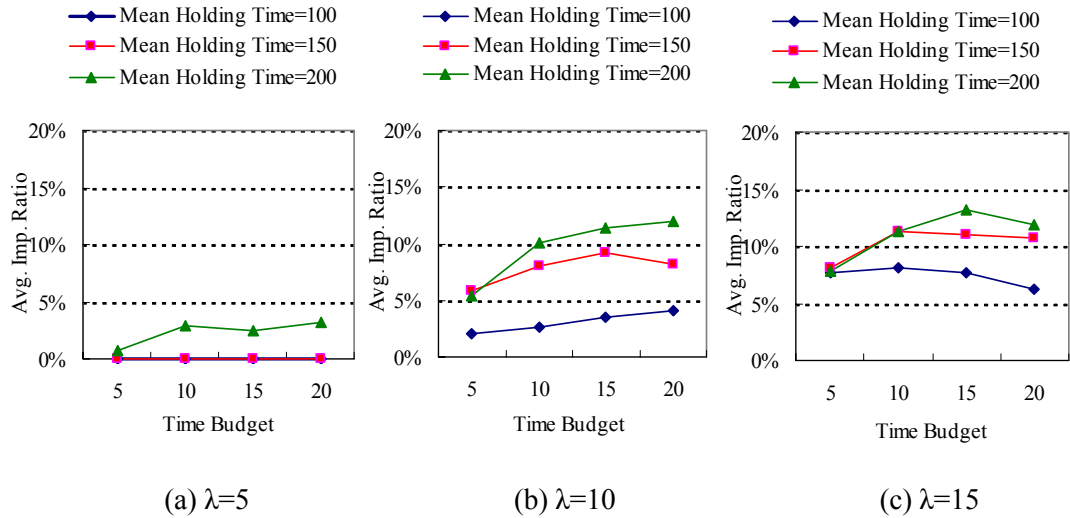 Mean Holding Time=100
Mean Holding Time=150
Mean Holding Time=200
Avg. Imp. Ratio
20%
15%
10%
5%
0%
5 10 15 20
Time Budget
(a) λ=5
Mean Holding Time=100
Mean Holding Time=150
Mean Holding Time=200
Avg. Imp. Ratio
20%
15%
10%
5%
0%
5 10 15 20
Time Budget
(b) λ=10
Mean Holding Time=100
Mean Holding Time=150
Mean Holding Time=200
Avg. Imp. Ratio
20%
15%
10%
5%
0%
5 10 15 20
Time Budget
(c) λ=15